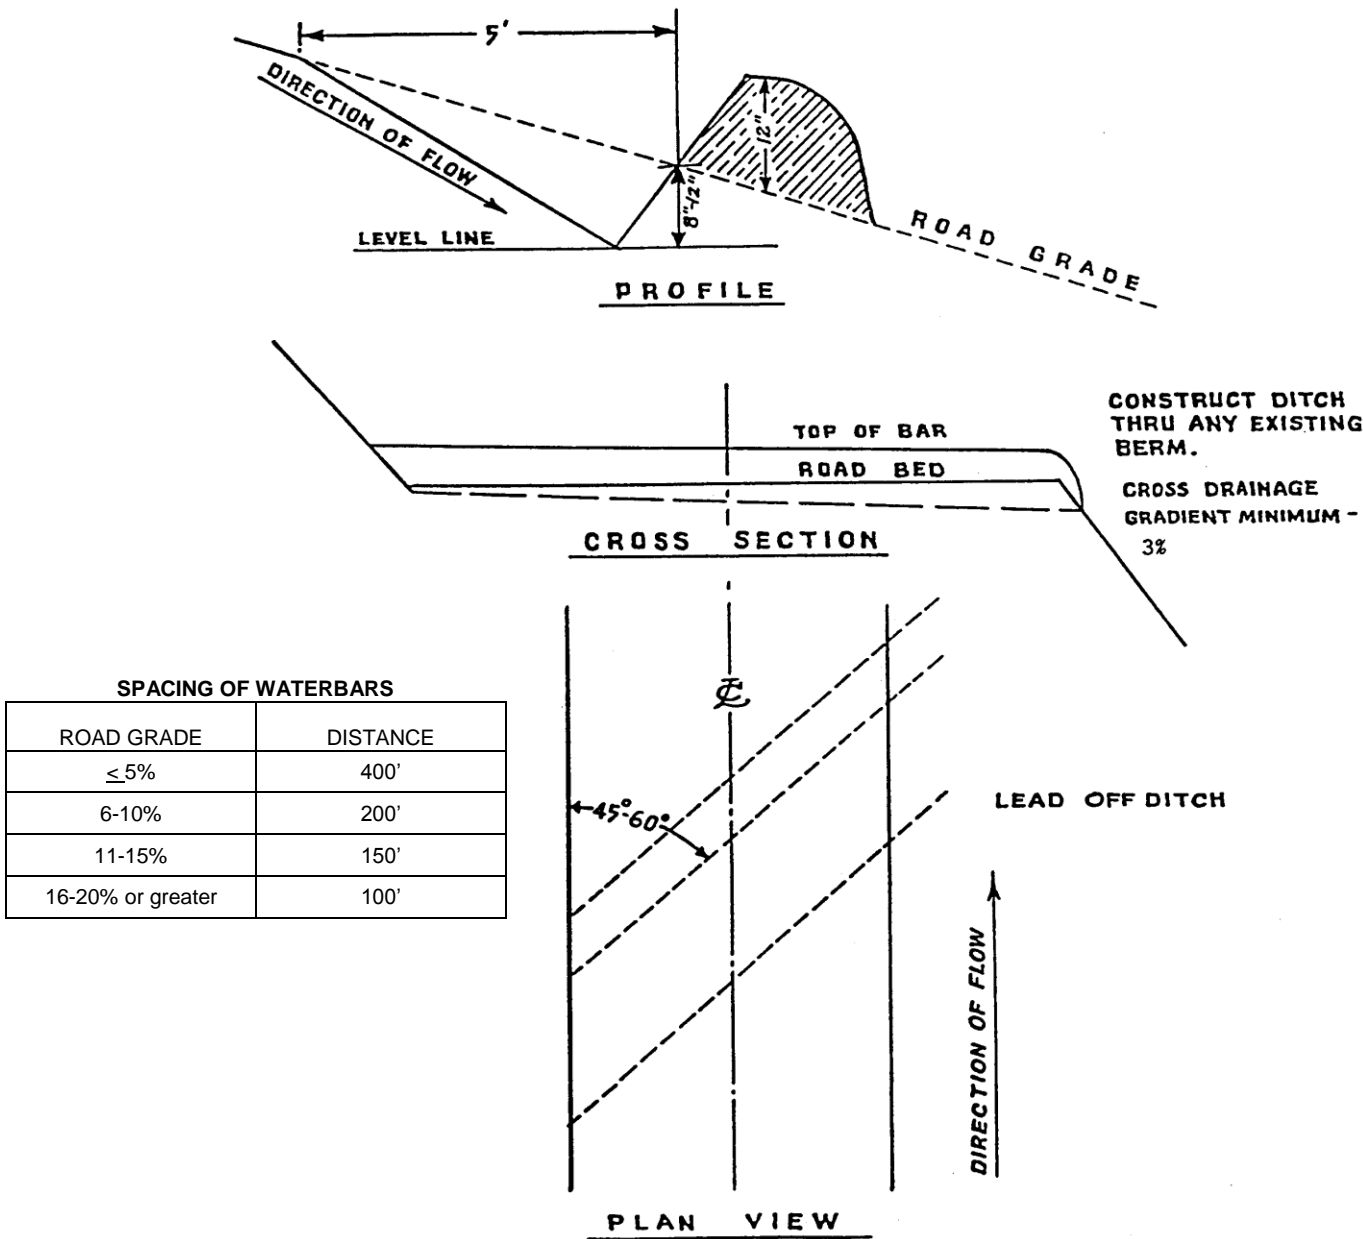 5'
DIRECTION OF FLOW
12"
8"-12"
LEVEL LINE
ROAD GRADE
PROFILE
TOP OF BAR
ROAD BED
CONSTRUCT DITCH
THRU ANY EXISTING
BERM.
CROSS DRAINAGE
GRADIENT MINIMUM -
3%
CROSS SECTION
SPACING OF WATERBARS
ROAD GRADE DISTANCE
≤ 5% 400'
6-10% 200'
11-15% 150'
16-20% or greater 100'
℄
45°-60°
LEAD OFF DITCH
DIRECTION OF FLOW
PLAN VIEW